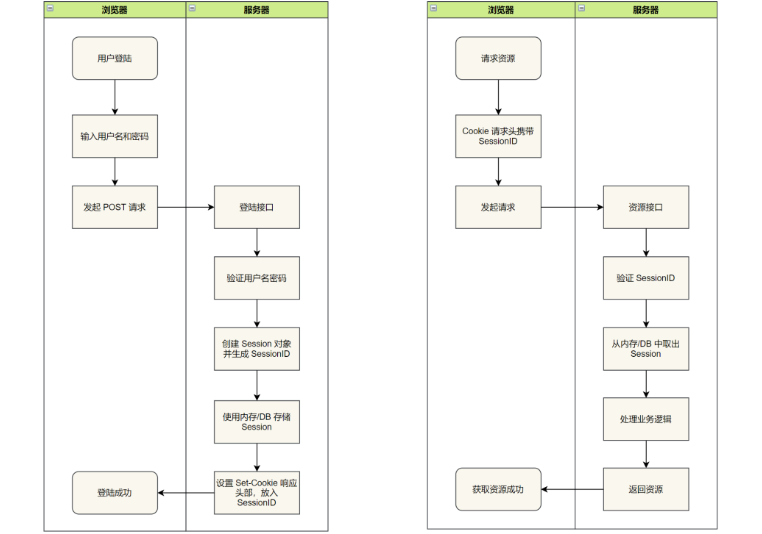 浏览器
服务器
用户登陆
输入用户名和密码
发起 POST 请求
登陆接口
验证用户名密码
创建 Session 对象
并生成 SessionID
使用内存/DB 存储
Session
设置 Set-Cookie 响应
头部，放入
SessionID
登陆成功
浏览器
服务器
请求资源
Cookie 请求头携带
SessionID
发起请求
资源接口
验证 SessionID
从内存/DB 中取出
Session
处理业务逻辑
返回资源
获取资源成功